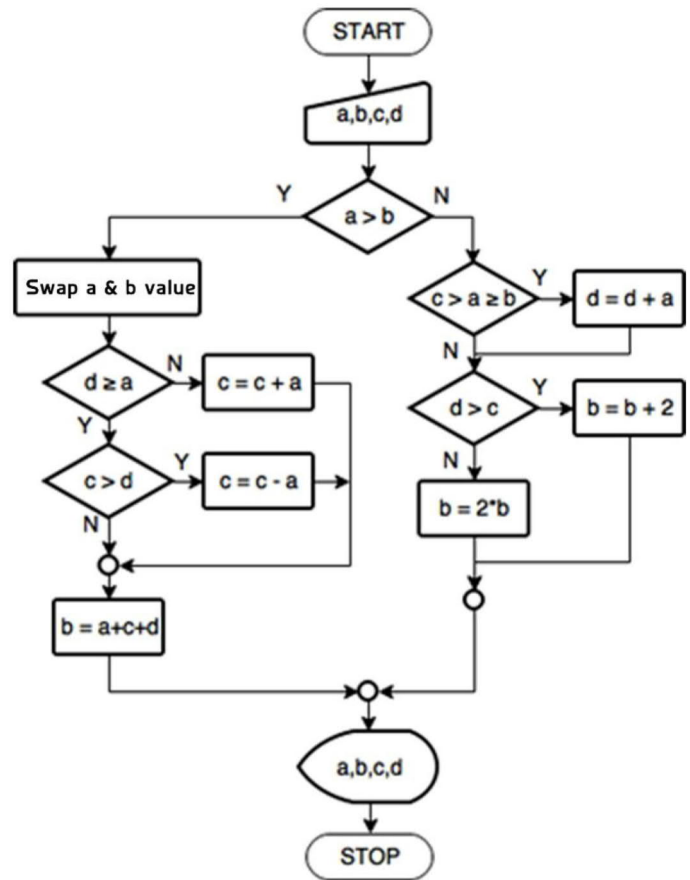 START
a,b,c,d
Y
N
a > b
Swap a & b value
c > a ≥ b
Y
d = d + a
N
d ≥ a
N
c = c + a
d > c
Y
b = b + 2
Y
c > d
Y
c = c - a
N
b = 2*b
N
b = a+c+d
a,b,c,d
STOP